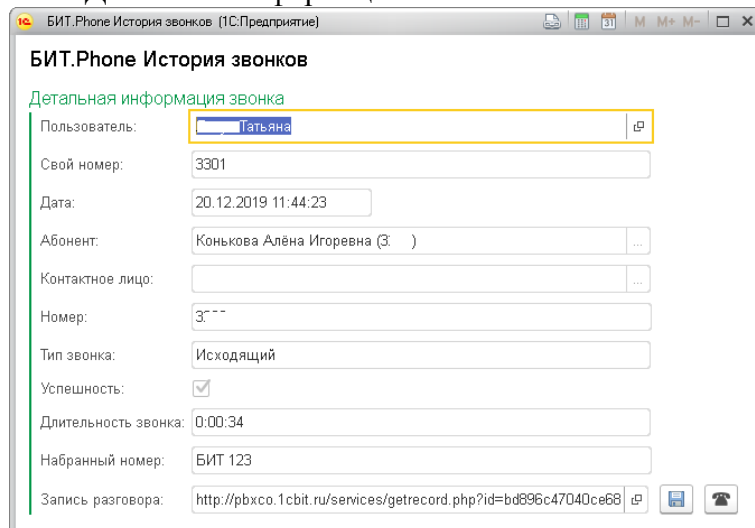 БИТ.Phone История звонков (1С:Предприятие) M M+ M-
БИТ.Phone История звонков
Детальная информация звонка
Пользователь: Татьяна
Свой номер: 3301
Дата: 20.12.2019 11:44:23
Абонент: Конькова Алёна Игоревна (3 )
Контактное лицо:
Номер: 3
Тип звонка: Исходящий
Успешность:
Длительность звонка: 0:00:34
Набранный номер: БИТ 123
Запись разговора: http://pbxco.1cbit.ru/services/getrecord.php?id=bd896c47040ce68